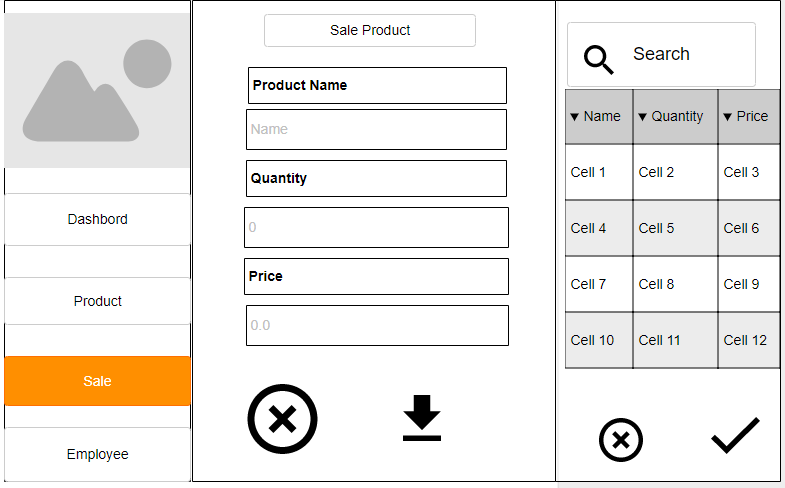 Dashbord
Product
Sale
Employee
Sale Product
Product Name
Name
Quantity
0
Price
0.0
Search
▼ Name ▼ Quantity ▼ Price
Cell 1 Cell 2 Cell 3
Cell 4 Cell 5 Cell 6
Cell 7 Cell 8 Cell 9
Cell 10 Cell 11 Cell 12